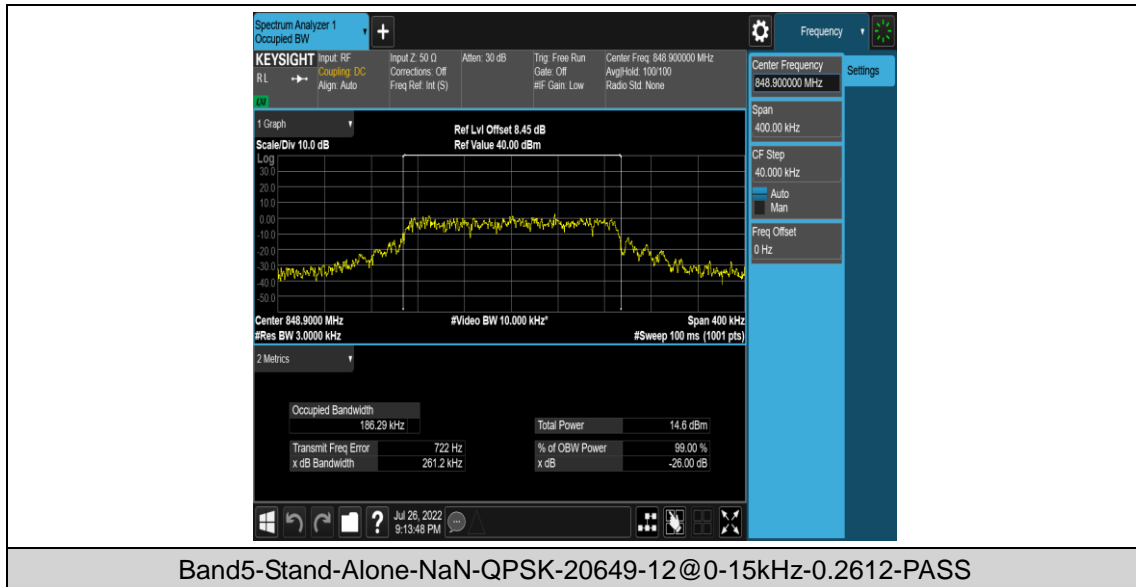 Spectrum Analyzer 1
Occupied BW
+
Frequency
KEYSIGHT Input: RF Input Z: 50 Ω Atten: 30 dB Trig: Free Run Center Freq: 848.900000 MHz
RL Coupling: DC Corrections: Off Gate: Off Avg|Hold: 100/100
Align: Auto Freq Ref: Int (S) #IF Gain: Low Radio Std: None
LXI
Center Frequency
848.900000 MHz
Settings
Span
400.00 kHz
CF Step
40.000 kHz
Auto
Man
Freq Offset
0 Hz
1 Graph
Ref Lvl Offset 8.45 dB
Scale/Div 10.0 dB Ref Value 40.00 dBm
Log
30.0
20.0
10.0
0.00
-10.0
-20.0
-30.0
-40.0
-50.0
Center 848.9000 MHz #Video BW 10.000 kHz* Span 400 kHz
#Res BW 3.0000 kHz #Sweep 100 ms (1001 pts)
2 Metrics
Occupied Bandwidth
186.29 kHz Total Power 14.6 dBm
Transmit Freq Error 722 Hz % of OBW Power 99.00 %
x dB Bandwidth 261.2 kHz x dB -26.00 dB
? Jul 26, 2022
9:13:48 PM
Band5-Stand-Alone-NaN-QPSK-20649-12@0-15kHz-0.2612-PASS